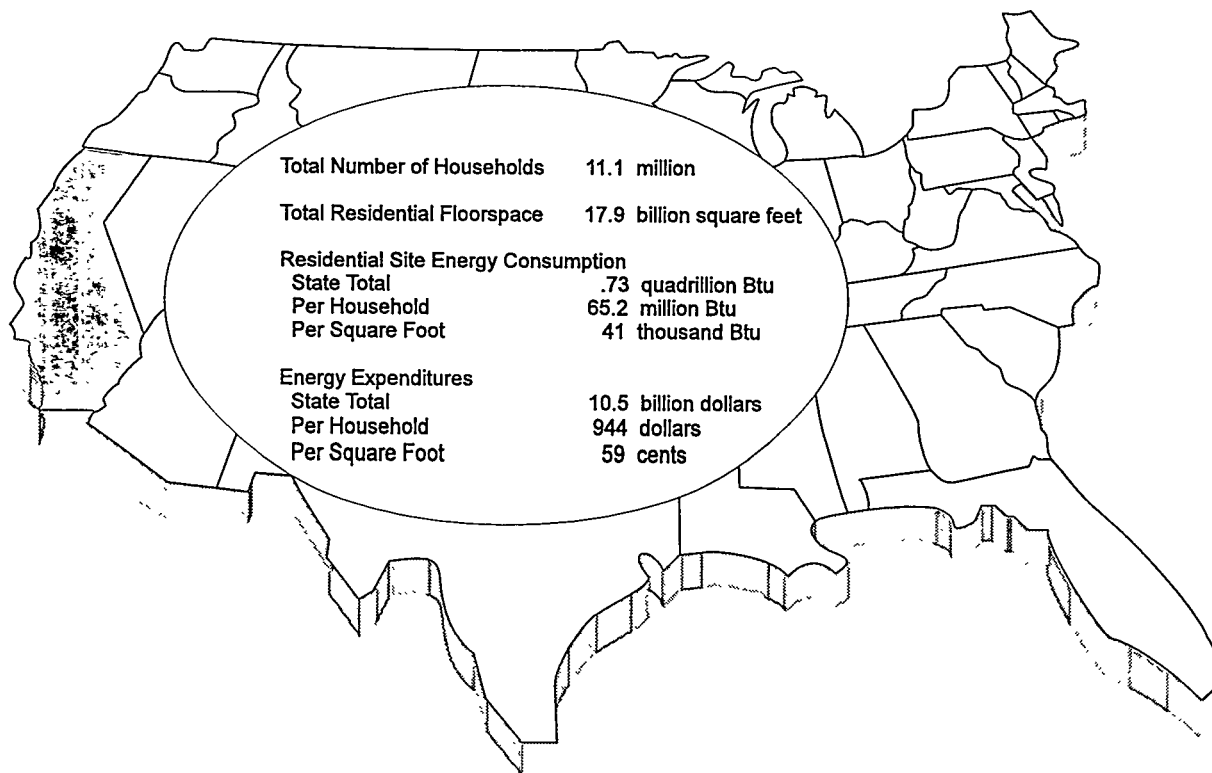 Total Number of Households 11.1 million
Total Residential Floorspace 17.9 billion square feet
Residential Site Energy Consumption
State Total .73 quadrillion Btu
Per Household 65.2 million Btu
Per Square Foot 41 thousand Btu
Energy Expenditures
State Total 10.5 billion dollars
Per Household 944 dollars
Per Square Foot 59 cents